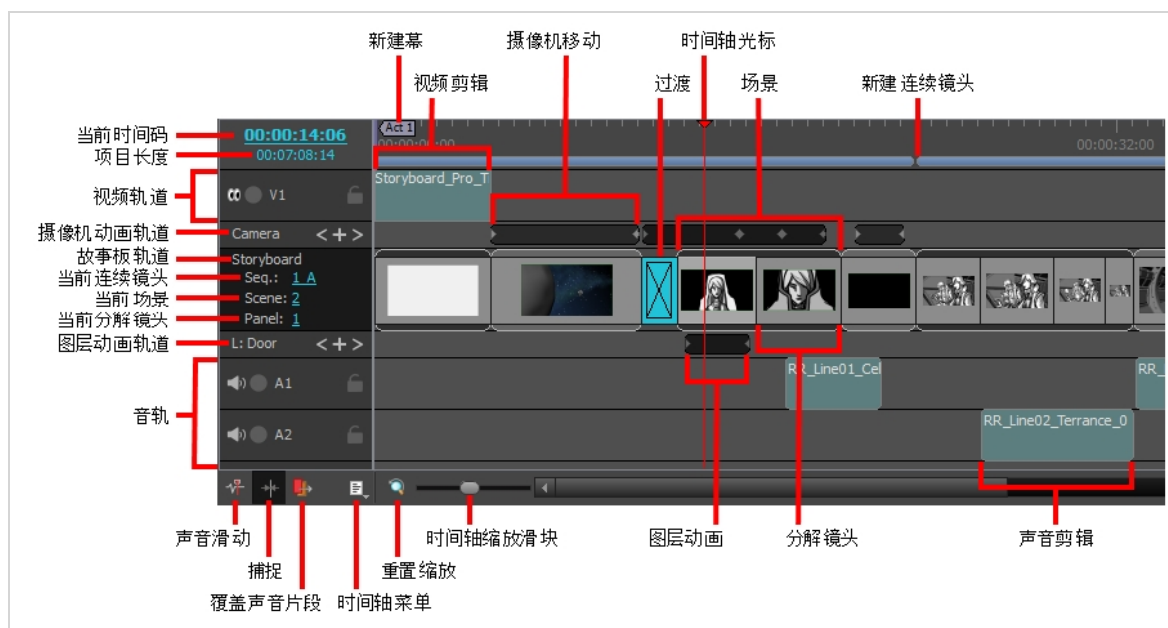 新建幕
摄像机移动
时间轴光标
视频剪辑
过渡
场景
新建连续镜头
当前时间码
00:00:14:06
Act 1
项目长度
00:07:08:14
00:00:32:00
视频轨道
V1
Storyboard_Pro_T
摄像机动画轨道
Camera
故事板轨道
Storyboard
当前连续镜头
Seq.: 1 A
当前场景
Scene: 2
当前分解镜头
Panel: 1
图层动画轨道
L: Door
音轨
A1
RR_Line01_Cel
RR_
A2
RR_Line02_Terrance_0
声音滑动
时间轴缩放滑块
图层动画
分解镜头
声音剪辑
捕捉
重置缩放
覆盖声音片段
时间轴菜单